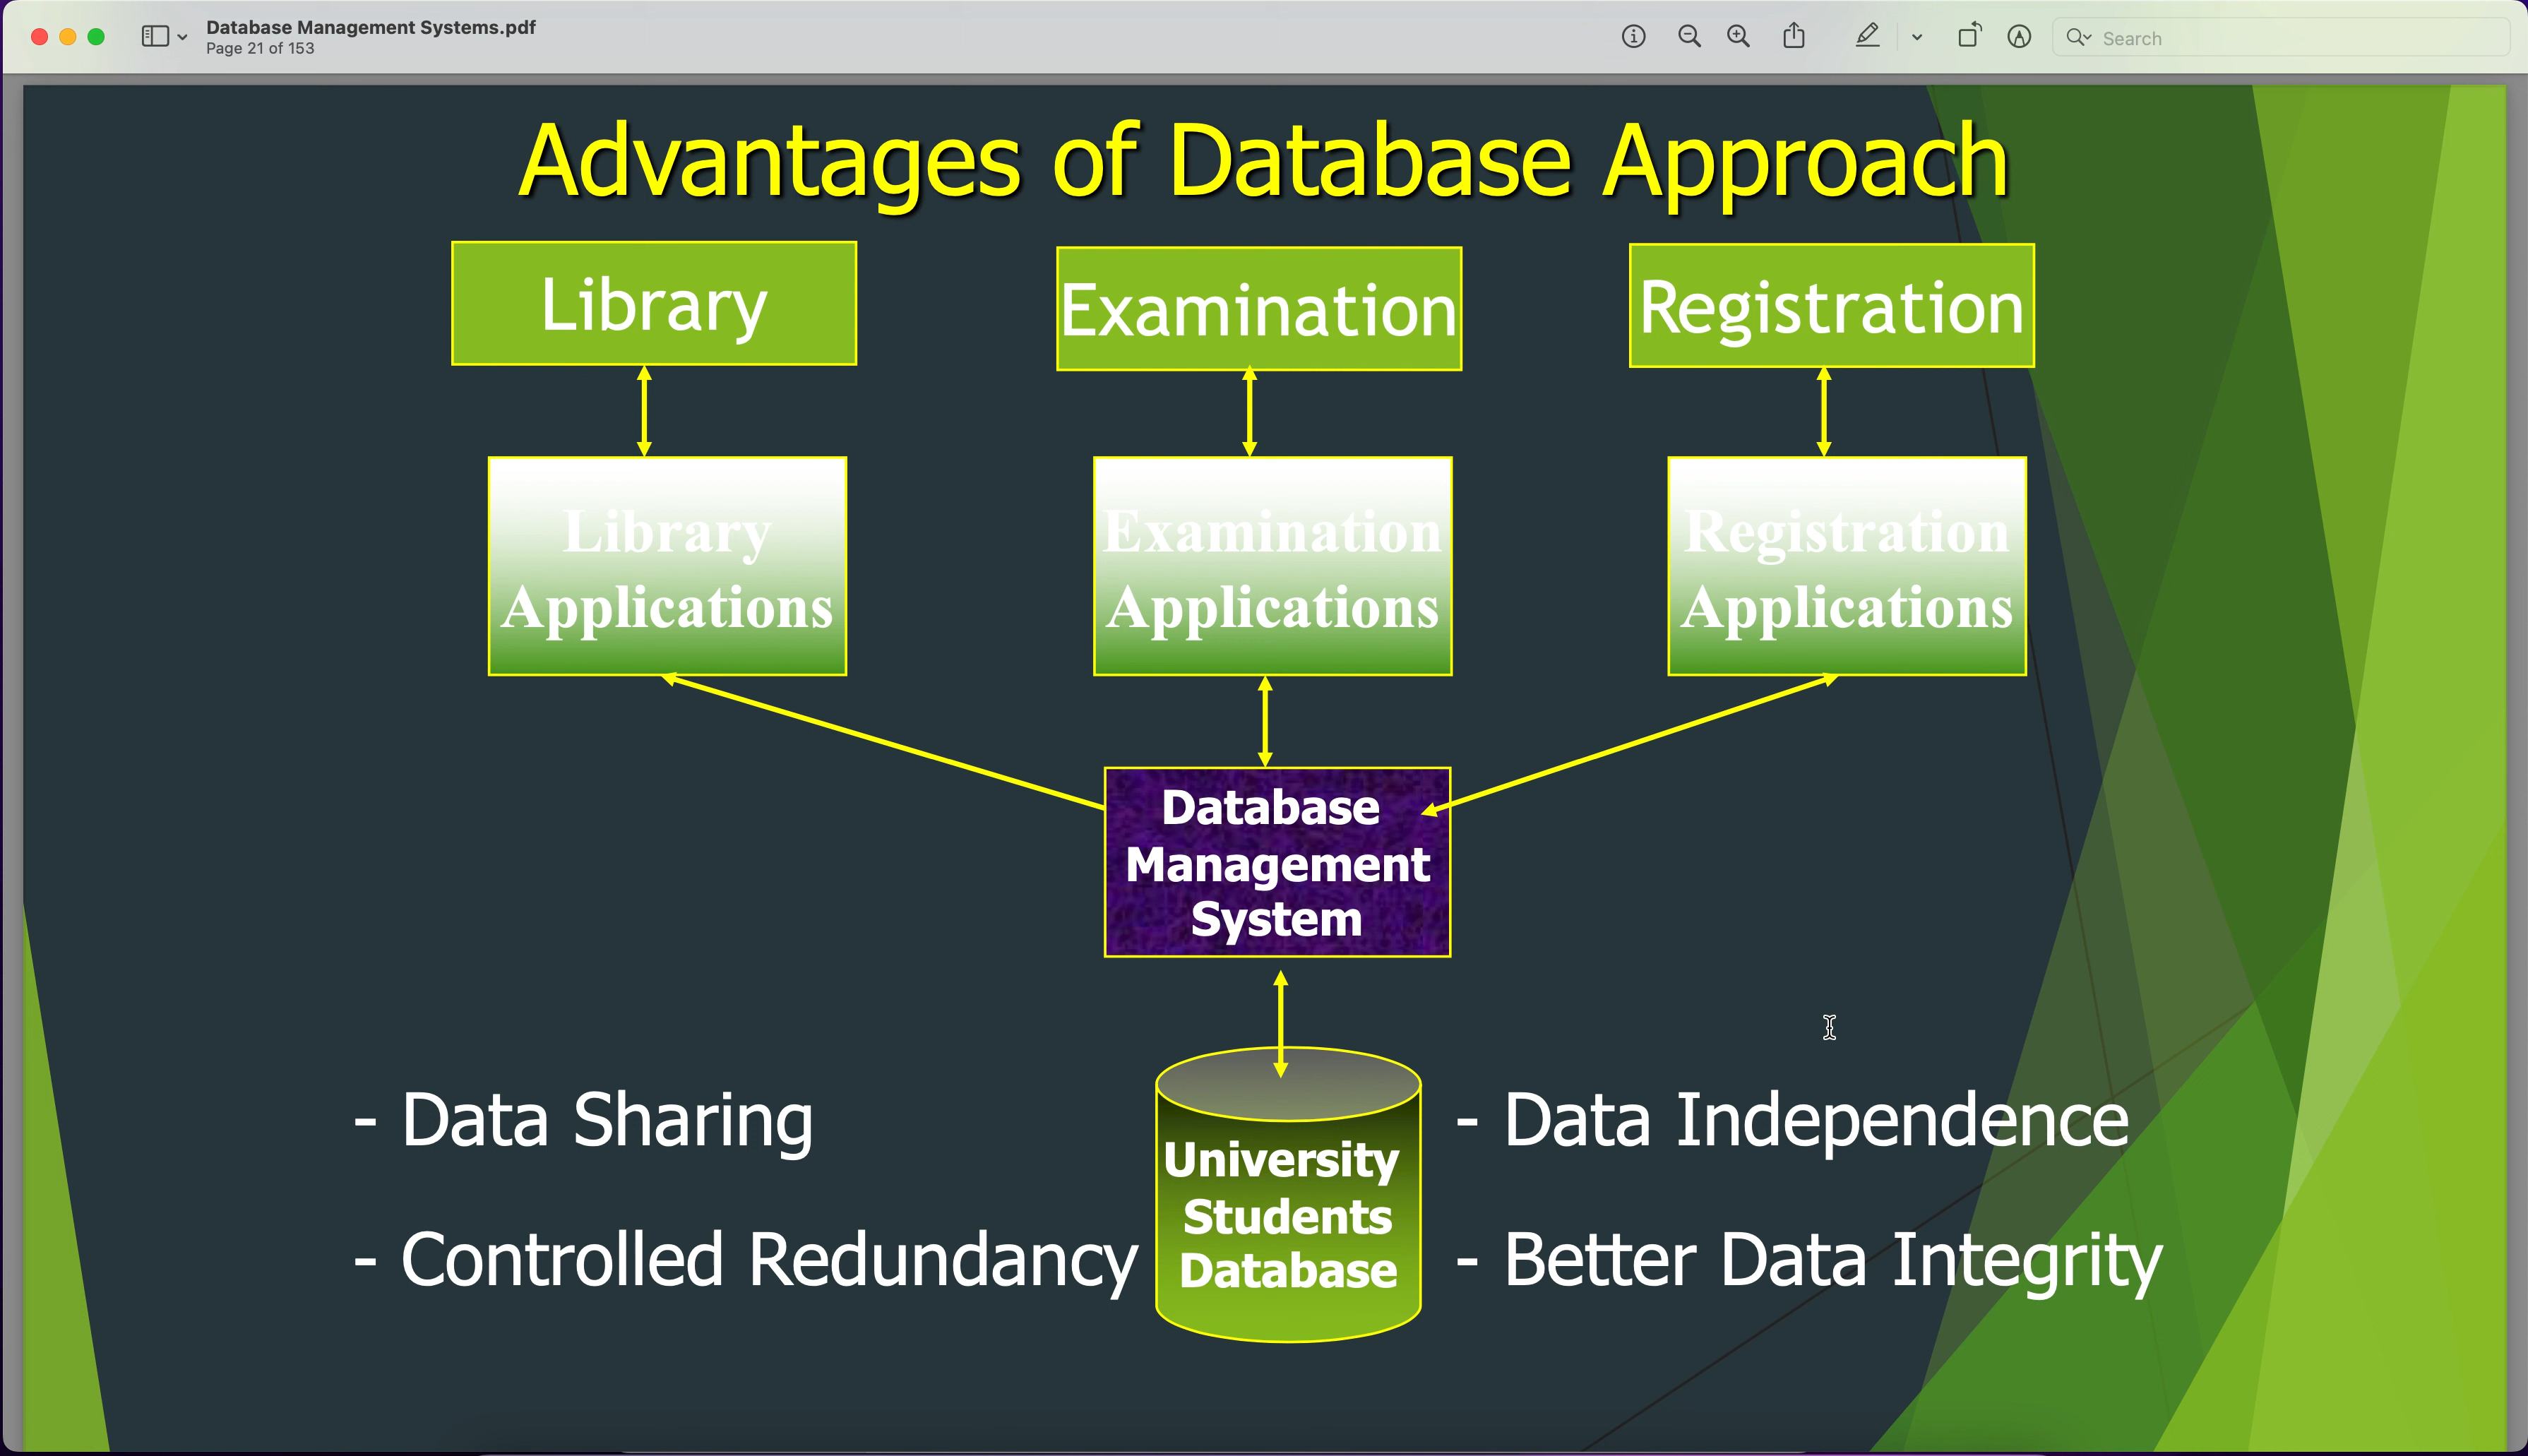 Database Management Systems.pdf
Page 21 of 153
Search
Advantages of Database Approach
Library
Examination
Registration
Library
Applications
Examination
Applications
Registration
Applications
Database
Management
System
- Data Sharing
- Controlled Redundancy
University
Students
Database
- Data Independence
- Better Data Integrity